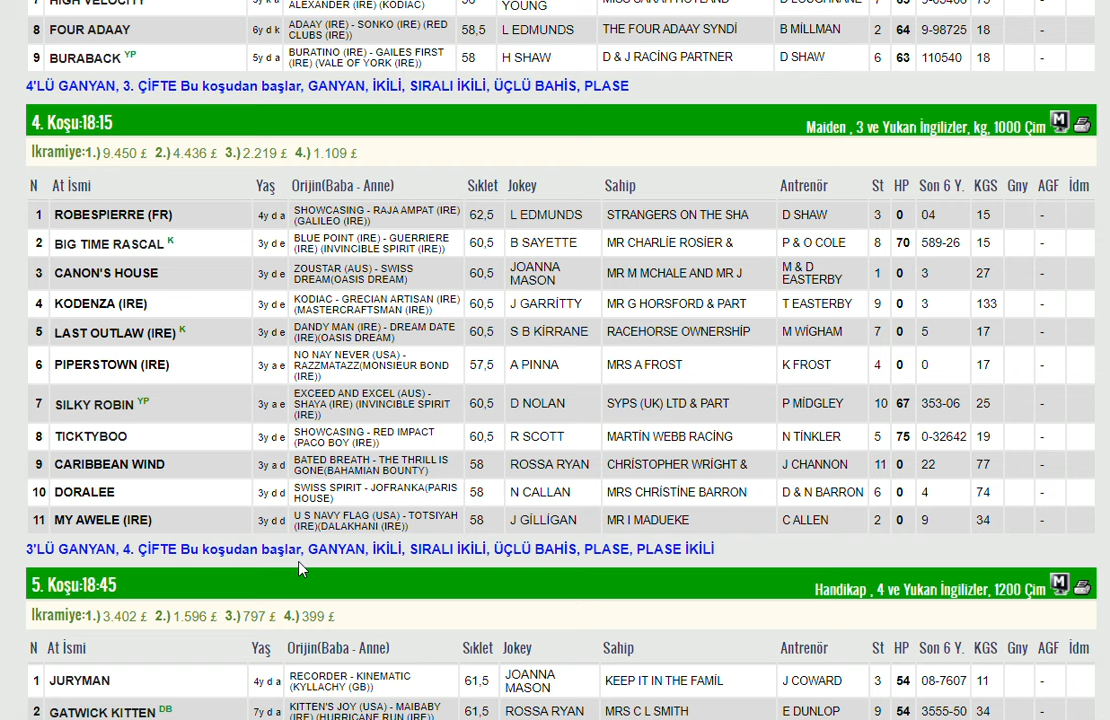 7 HIGH VELOCITY ALEXANDER (IRE) (KODIAC) YOUNG
8 FOUR ADAAY 6y d k ADAAY (IRE) - SONKO (IRE) (RED CLUBS (IRE)) 58,5 L EDMUNDS THE FOUR ADAAY SYNDİ B MİLLMAN 2 64 9-98725 18 -
9 BURABACK YP 5y d a BURATINO (IRE) - GAILES FIRST (IRE) (VALE OF YORK (IRE)) 58 H SHAW D & J RACİNG PARTNER D SHAW 6 63 110540 18 -
4'LÜ GANYAN, 3. ÇİFTE Bu koşudan başlar, GANYAN, İKİLİ, SIRALI İKİLİ, ÜÇLÜ BAHİS, PLASE
4. Koşu:18:15 Maiden , 3 ve Yukarı İngilizler, kg, 1000 Çim M
İkramiye:1.) 9.450 £ 2.) 4.436 £ 3.) 2.219 £ 4.) 1.109 £
N At İsmi Yaş Orijin(Baba - Anne) Sıklet Jokey Sahip Antrenör St HP Son 6 Y. KGS Gny AGF İdm
1 ROBESPIERRE (FR) 4y d a SHOWCASING - RAJA AMPAT (IRE) (GALILEO (IRE)) 62,5 L EDMUNDS STRANGERS ON THE SHA D SHAW 3 0 04 15 -
2 BIG TIME RASCAL K 3y d e BLUE POINT (IRE) - GUERRIERE (IRE) (INVINCIBLE SPIRIT (IRE)) 60,5 B SAYETTE MR CHARLİE ROSİER & P & O COLE 8 70 589-26 15 -
3 CANON'S HOUSE 3y d e ZOUSTAR (AUS) - SWISS DREAM(OASIS DREAM) 60,5 JOANNA MASON MR M MCHALE AND MR J M & D EASTERBY 1 0 3 27 -
4 KODENZA (IRE) 3y d e KODIAC - GRECIAN ARTISAN (IRE) (MASTERCRAFTSMAN (IRE)) 60,5 J GARRİTTY MR G HORSFORD & PART T EASTERBY 9 0 3 133 -
5 LAST OUTLAW (IRE) K 3y d e DANDY MAN (IRE) - DREAM DATE (IRE)(OASIS DREAM) 60,5 S B KİRRANE RACEHORSE OWNERSHİP M WİGHAM 7 0 5 17 -
6 PIPERSTOWN (IRE) 3y a e NO NAY NEVER (USA) - RAZZMATAZZ(MONSIEUR BOND (IRE)) 57,5 A PINNA MRS A FROST K FROST 4 0 0 17 -
7 SILKY ROBIN YP 3y a e EXCEED AND EXCEL (AUS) - SHAYA (IRE) (INVINCIBLE SPIRIT (IRE)) 60,5 D NOLAN SYPS (UK) LTD & PART P MİDGLEY 10 67 353-06 25 -
8 TICKTYBOO 3y d e SHOWCASING - RED IMPACT (PACO BOY (IRE)) 60,5 R SCOTT MARTİN WEBB RACİNG N TİNKLER 5 75 0-32642 19 -
9 CARIBBEAN WIND 3y a d BATED BREATH - THE THRILL IS GONE(BAHAMIAN BOUNTY) 58 ROSSA RYAN CHRİSTOPHER WRİGHT & J CHANNON 11 0 22 77 -
10 DORALEE 3y d d SWISS SPIRIT - JOFRANKA(PARIS HOUSE) 58 N CALLAN MRS CHRİSTİNE BARRON D & N BARRON 6 0 4 74 -
11 MY AWELE (IRE) 3y d d U S NAVY FLAG (USA) - TOTSIYAH (IRE)(DALAKHANI (IRE)) 58 J GİLLİGAN MR I MADUEKE C ALLEN 2 0 9 34 -
3'LÜ GANYAN, 4. ÇİFTE Bu koşudan başlar, GANYAN, İKİLİ, SIRALI İKİLİ, ÜÇLÜ BAHİS, PLASE, PLASE İKİLİ
5. Koşu:18:45 Handikap , 4 ve Yukarı İngilizler, 1200 Çim M
İkramiye:1.) 3.402 £ 2.) 1.596 £ 3.) 797 £ 4.) 399 £
N At İsmi Yaş Orijin(Baba - Anne) Sıklet Jokey Sahip Antrenör St HP Son 6 Y. KGS Gny AGF İdm
1 JURYMAN 4y d a RECORDER - KINEMATIC (KYLLACHY (GB)) 61,5 JOANNA MASON KEEP IT IN THE FAMİL J COWARD 3 54 08-7607 11 -
2 GATWICK KITTEN DB 7y d a KITTEN'S JOY (USA) - MAIBABY (IRE) (HURRICANE RUN (IRE)) 61,5 ROSSA RYAN MRS C L SMİTH E DUNLOP 9 54 3555-50 34 -